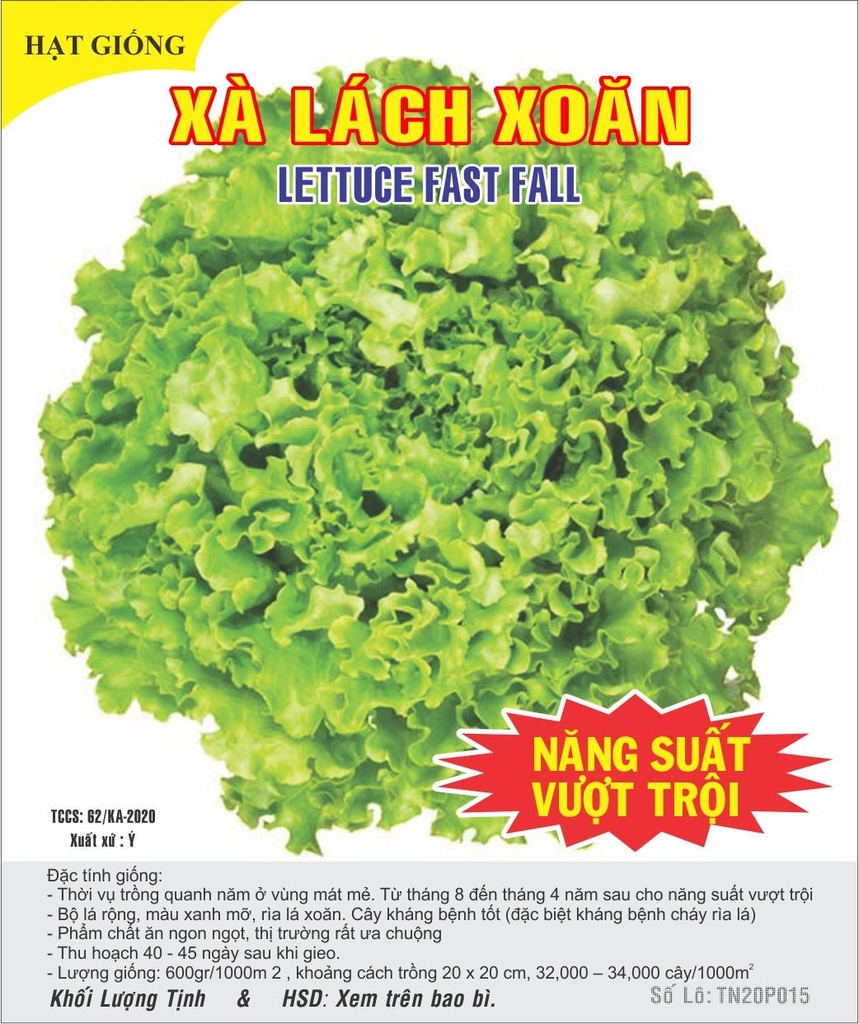 HẠT GIỐNG
XÀ LÁCH XOĂN
LETTUCE FAST FALL
NĂNG SUẤT
VƯỢT TRỘI
TCCS: 62/KA-2020
Xuất xứ : Ý
Đặc tính giống:
- Thời vụ trồng quanh năm ở vùng mát mẻ. Từ tháng 8 đến tháng 4 năm sau cho năng suất vượt trội
- Bộ lá rộng, màu xanh mỡ, rìa lá xoăn. Cây kháng bệnh tốt (đặc biệt kháng bệnh cháy rìa lá)
- Phẩm chất ăn ngon ngọt, thị trường rất ưa chuộng
- Thu hoạch 40 - 45 ngày sau khi gieo.
- Lượng giống: 600gr/1000m 2 , khoảng cách trồng 20 x 20 cm, 32,000 – 34,000 cây/1000m²
Khối Lượng Tịnh & HSD: Xem trên bao bì.
Số Lô: TN20P015